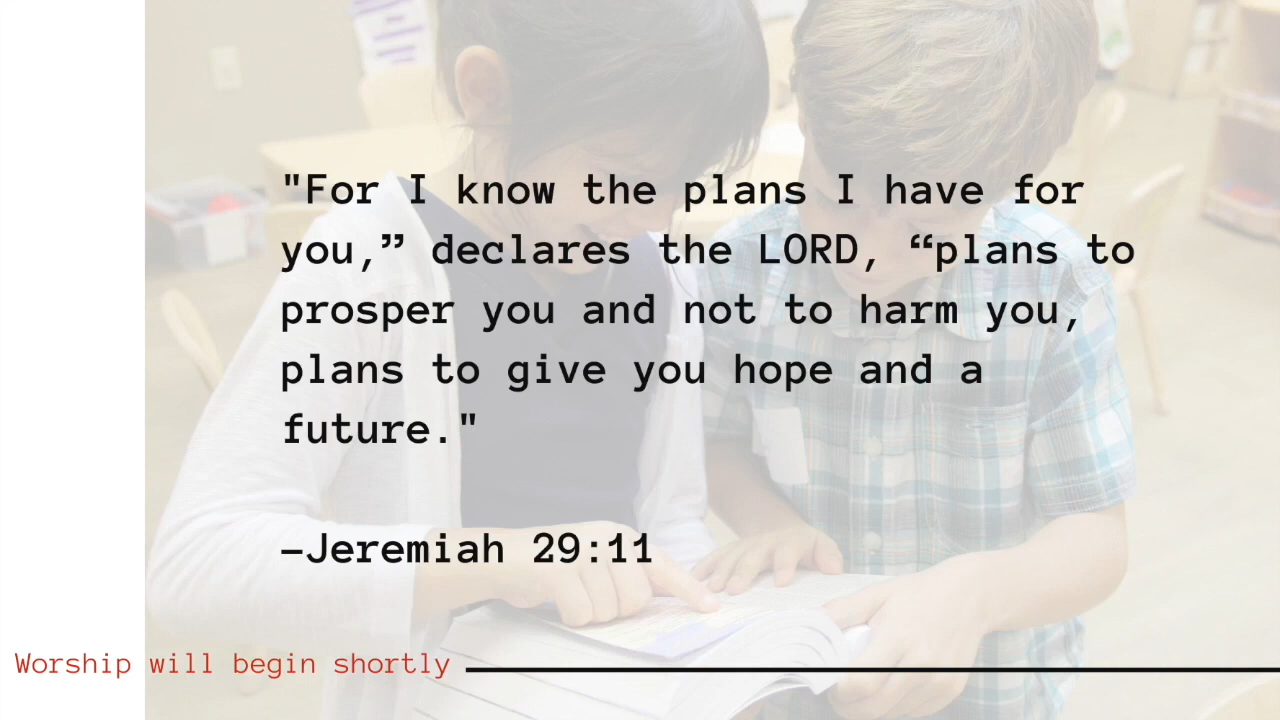 "For I know the plans I have for
you,” declares the LORD, “plans to
prosper you and not to harm you,
plans to give you hope and a
future."
–Jeremiah 29:11
Worship will begin shortly